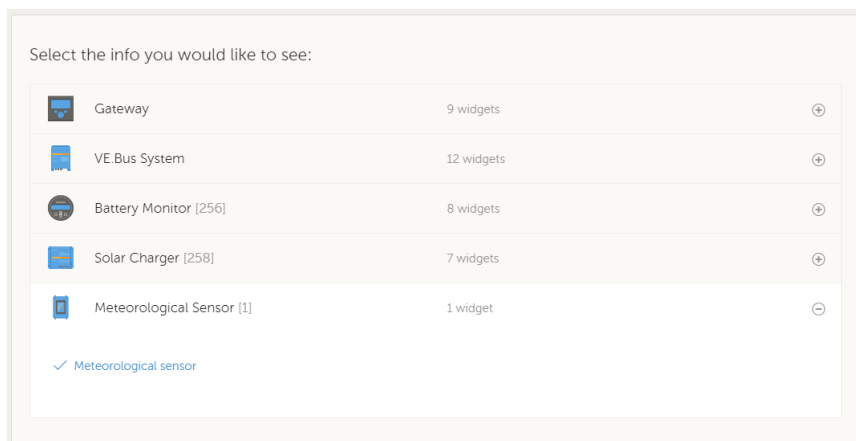 Select the info you would like to see:
Gateway 9 widgets
VE.Bus System 12 widgets
Battery Monitor [256] 8 widgets
Solar Charger [258] 7 widgets
Meteorological Sensor [1] 1 widget
Meteorological sensor